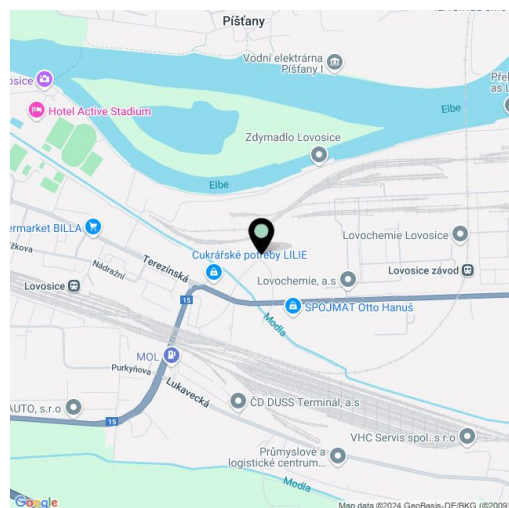 Píšťany
Vodní elektrárna
Píšťany I
Elbe
Hotel Active Stadium
Zdymadlo Lovosice
Elbe
Lovochemie Lovosice
Cukrářské potřeby LILIE
Terezínská
Nádražní
Lovosice závod
Lovochemie, a.s
Lovosice
15
SPOJMAT Otto Hanuš
Modla
MOL
Purkyňova
Lukavecká
ČD DUSS Terminál, a.s
AUTO, s.r.o
15
VHC Servis spol. s r.o
Průmyslové a
logistické centrum...
Modla
Google
Map data ©2024 GeoBasis-DE/BKG (©2009)